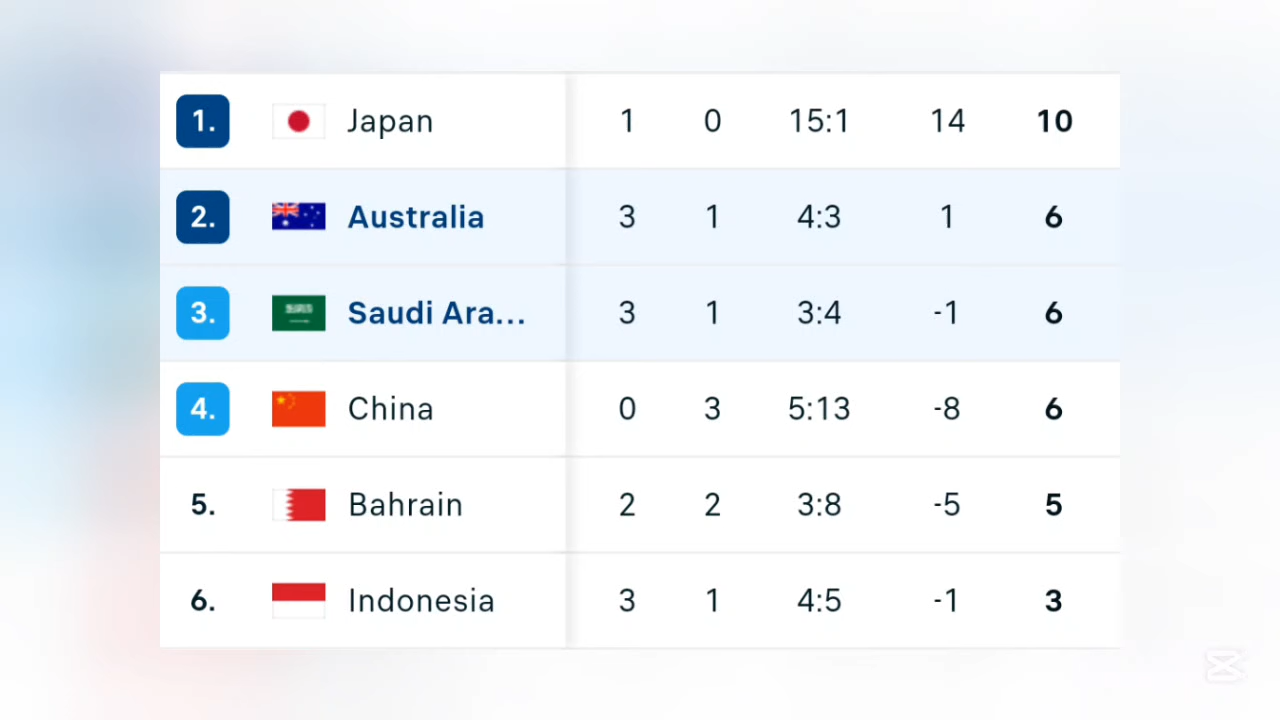 1. Japan 1 0 15:1 14 10
2. Australia 3 1 4:3 1 6
3. Saudi Ara... 3 1 3:4 -1 6
4. China 0 3 5:13 -8 6
5. Bahrain 2 2 3:8 -5 5
6. Indonesia 3 1 4:5 -1 3